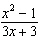 x² − 1
3x + 3